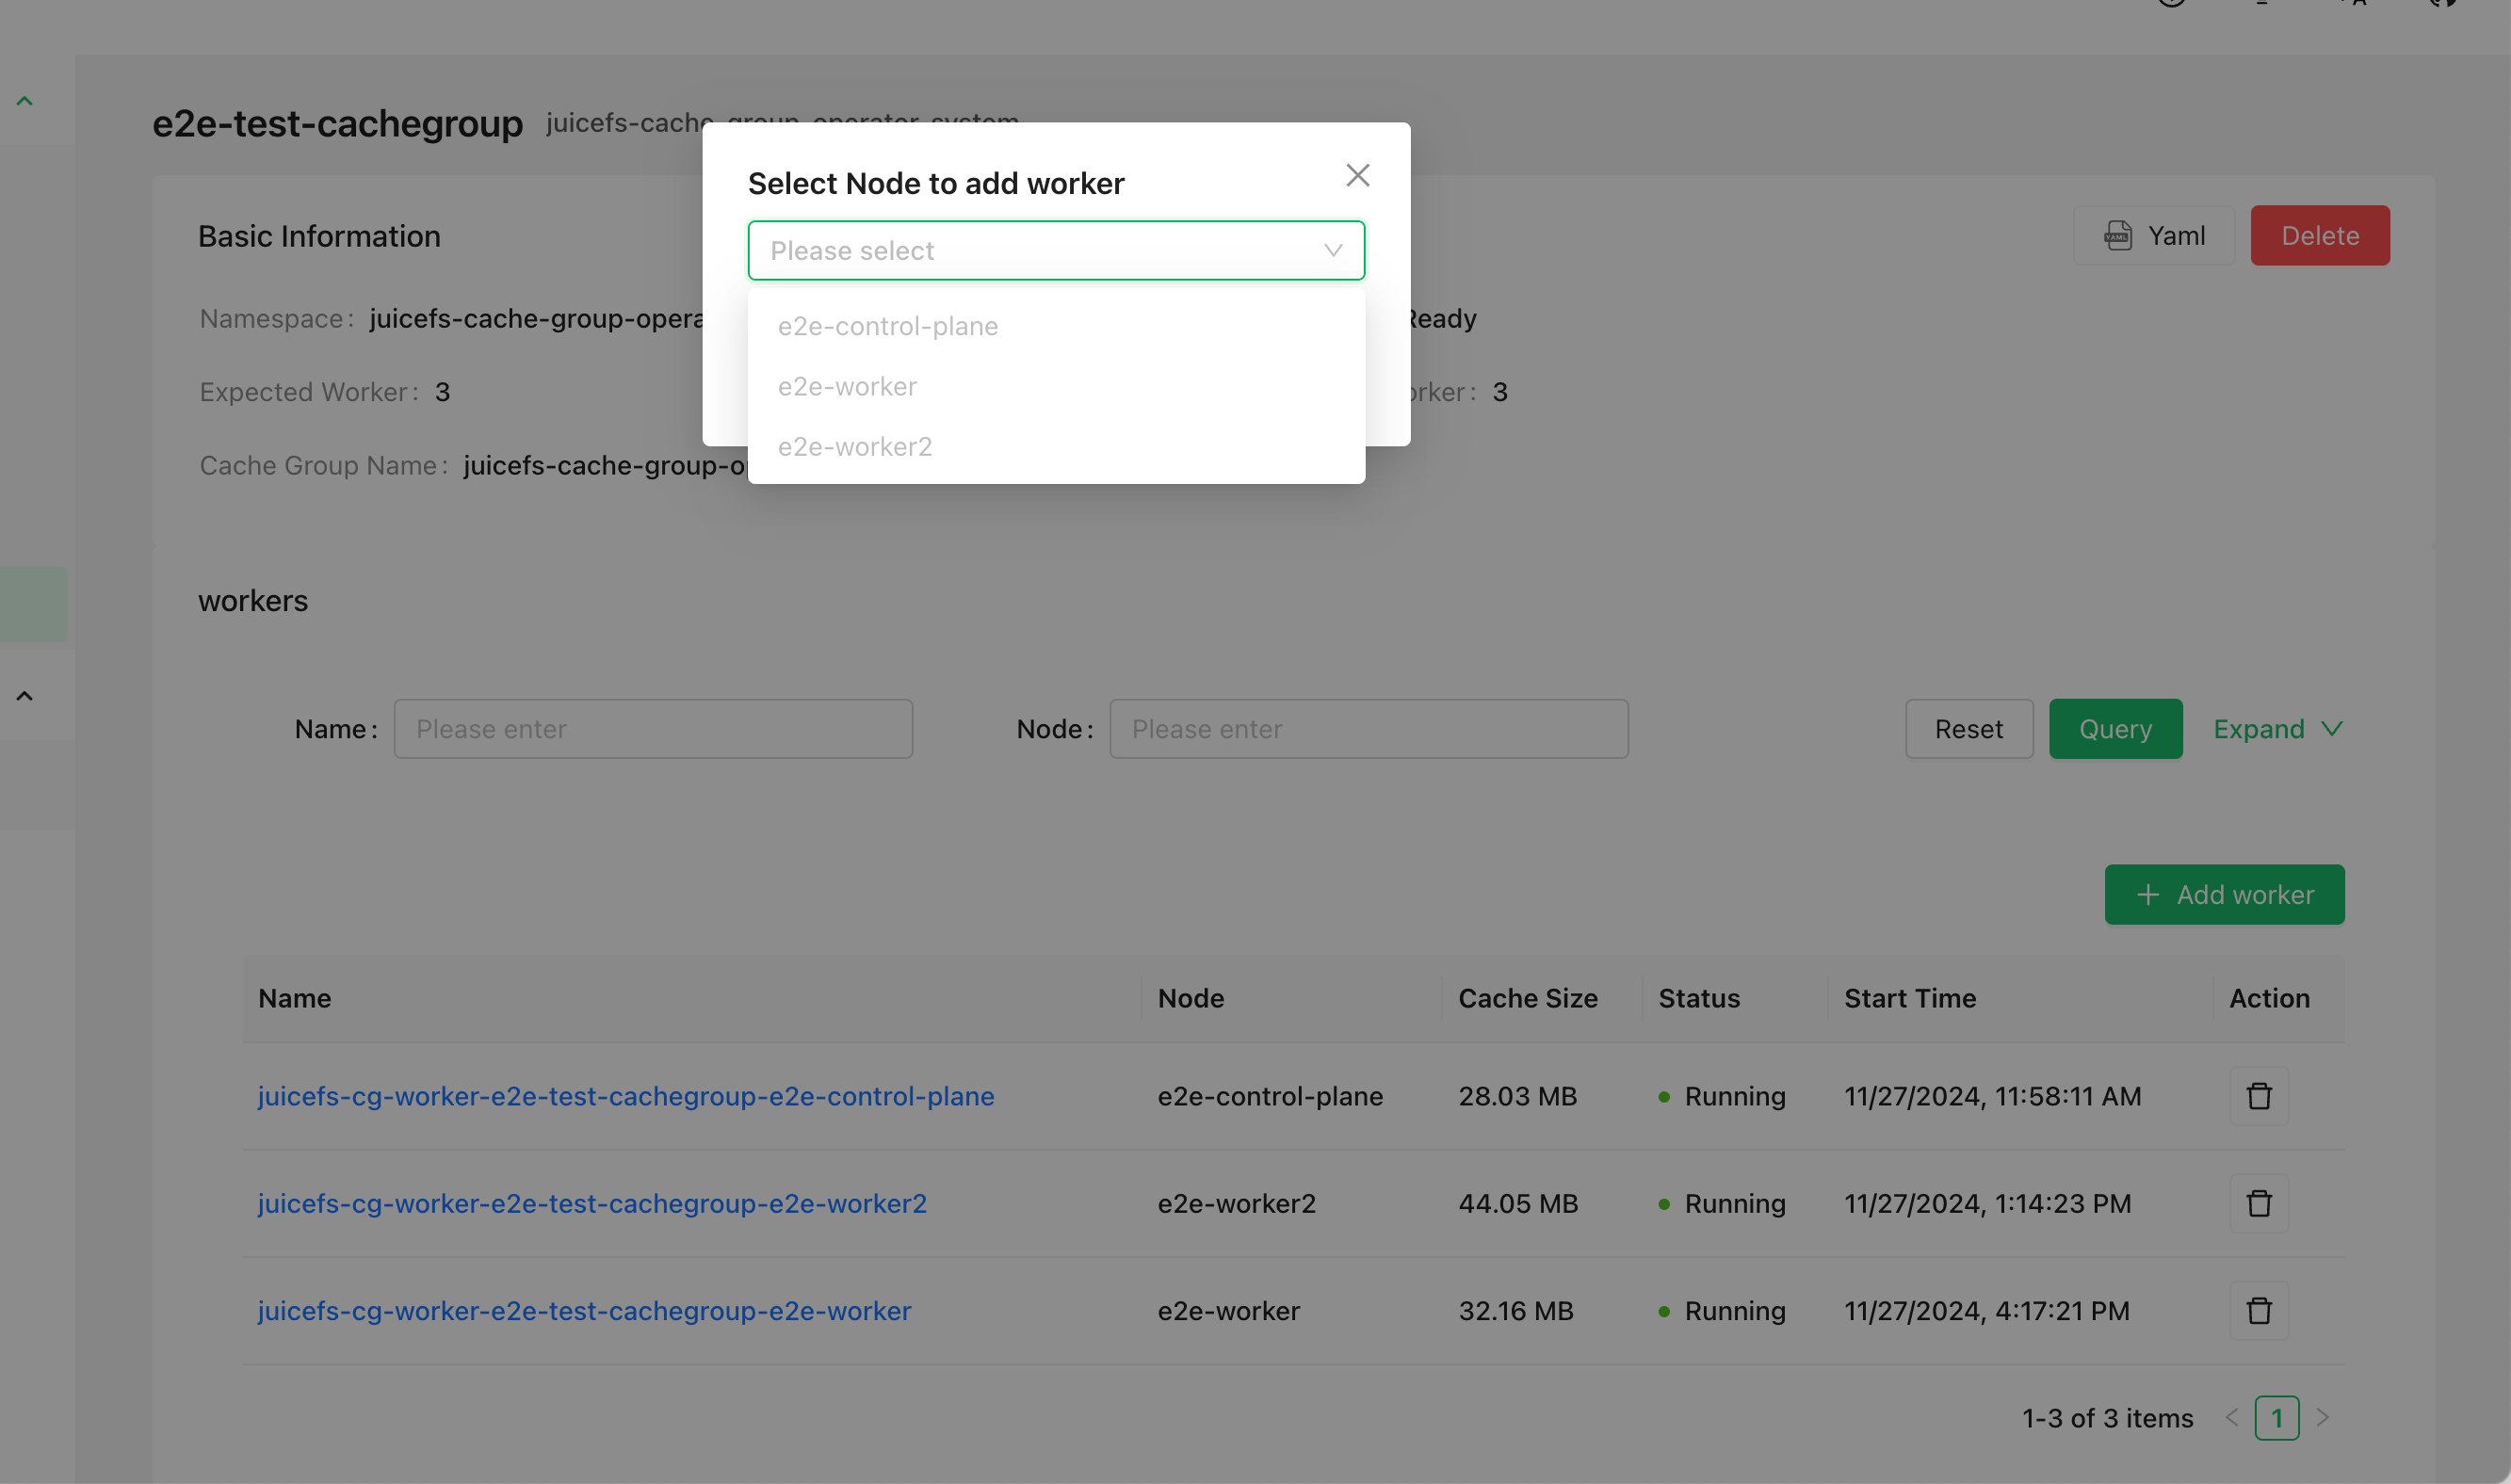 e2e-test-cachegroup juicefs-cache-group-operator-system
Select Node to add worker
Please select
e2e-control-plane
e2e-worker
e2e-worker2
Basic Information
Yaml
Delete
Namespace: juicefs-cache-group-opera
Ready
Expected Worker: 3
orker: 3
Cache Group Name: juicefs-cache-group-o
workers
Name: Please enter
Node: Please enter
Reset
Query
Expand
Add worker
Name Node Cache Size Status Start Time Action
juicefs-cg-worker-e2e-test-cachegroup-e2e-control-plane e2e-control-plane 28.03 MB Running 11/27/2024, 11:58:11 AM
juicefs-cg-worker-e2e-test-cachegroup-e2e-worker2 e2e-worker2 44.05 MB Running 11/27/2024, 1:14:23 PM
juicefs-cg-worker-e2e-test-cachegroup-e2e-worker e2e-worker 32.16 MB Running 11/27/2024, 4:17:21 PM
1-3 of 3 items 1